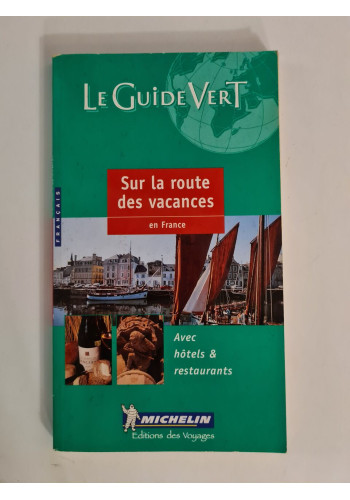 LE GUIDE VERT
Sur la route
des vacances
en France
FRANÇAIS
Avec
hôtels &
restaurants
MICHELIN
Editions des Voyages